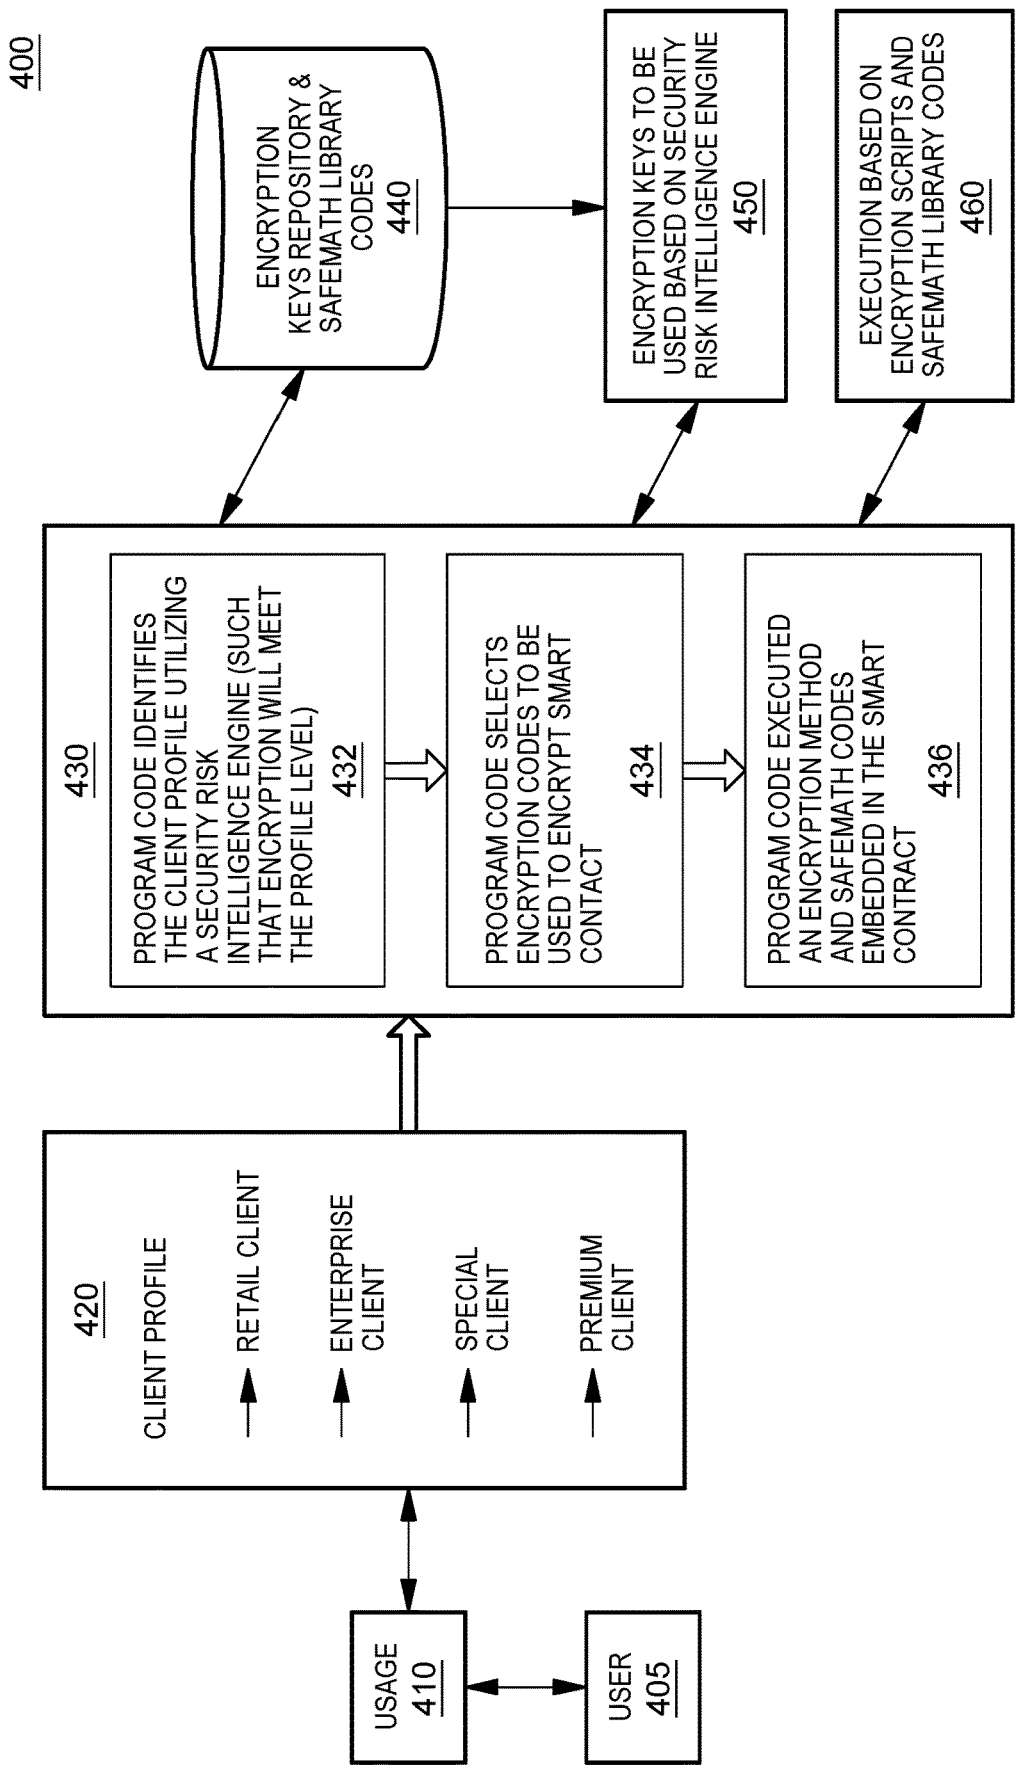 400
USER
405
USAGE
410
420
CLIENT PROFILE
RETAIL CLIENT
ENTERPRISE
CLIENT
SPECIAL
CLIENT
PREMIUM
CLIENT
430
PROGRAM CODE IDENTIFIES
THE CLIENT PROFILE UTILIZING
A SECURITY RISK
INTELLIGENCE ENGINE (SUCH
THAT ENCRYPTION WILL MEET
THE PROFILE LEVEL)
432
PROGRAM CODE SELECTS
ENCRYPTION CODES TO BE
USED TO ENCRYPT SMART
CONTACT
434
PROGRAM CODE EXECUTED
AN ENCRYPTION METHOD
AND SAFEMATH CODES
EMBEDDED IN THE SMART
CONTRACT
436
ENCRYPTION
KEYS REPOSITORY &
SAFEMATH LIBRARY
CODES
440
ENCRYPTION KEYS TO BE
USED BASED ON SECURITY
RISK INTELLIGENCE ENGINE
450
EXECUTION BASED ON
ENCRYPTION SCRIPTS AND
SAFEMATH LIBRARY CODES
460